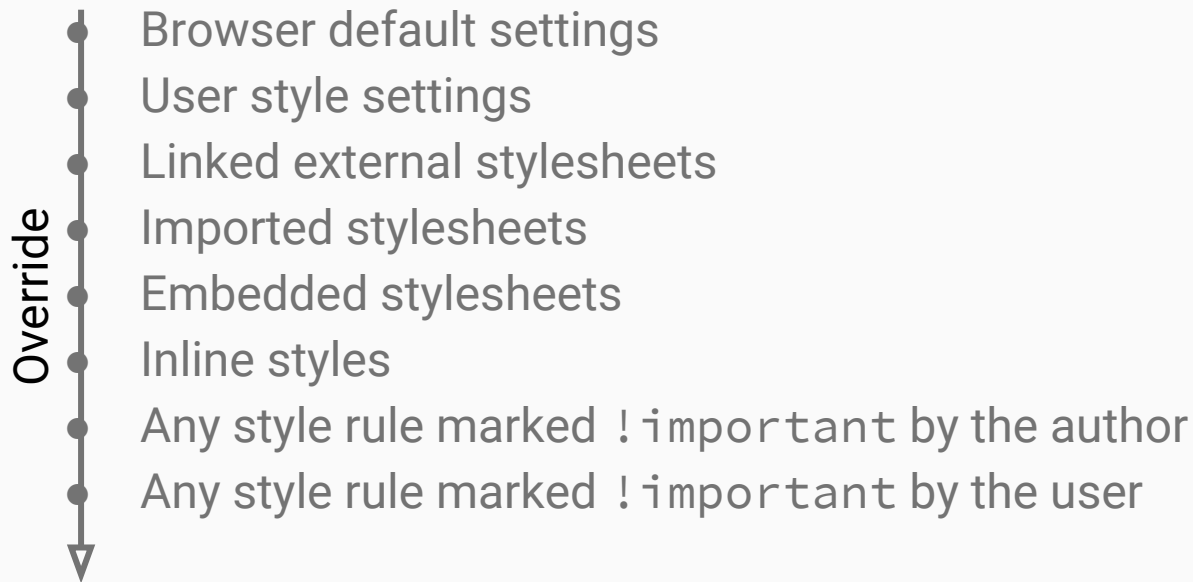 Browser default settings
User style settings
Linked external stylesheets
Imported stylesheets
Embedded stylesheets
Inline styles
Any style rule marked !important by the author
Any style rule marked !important by the user
Override